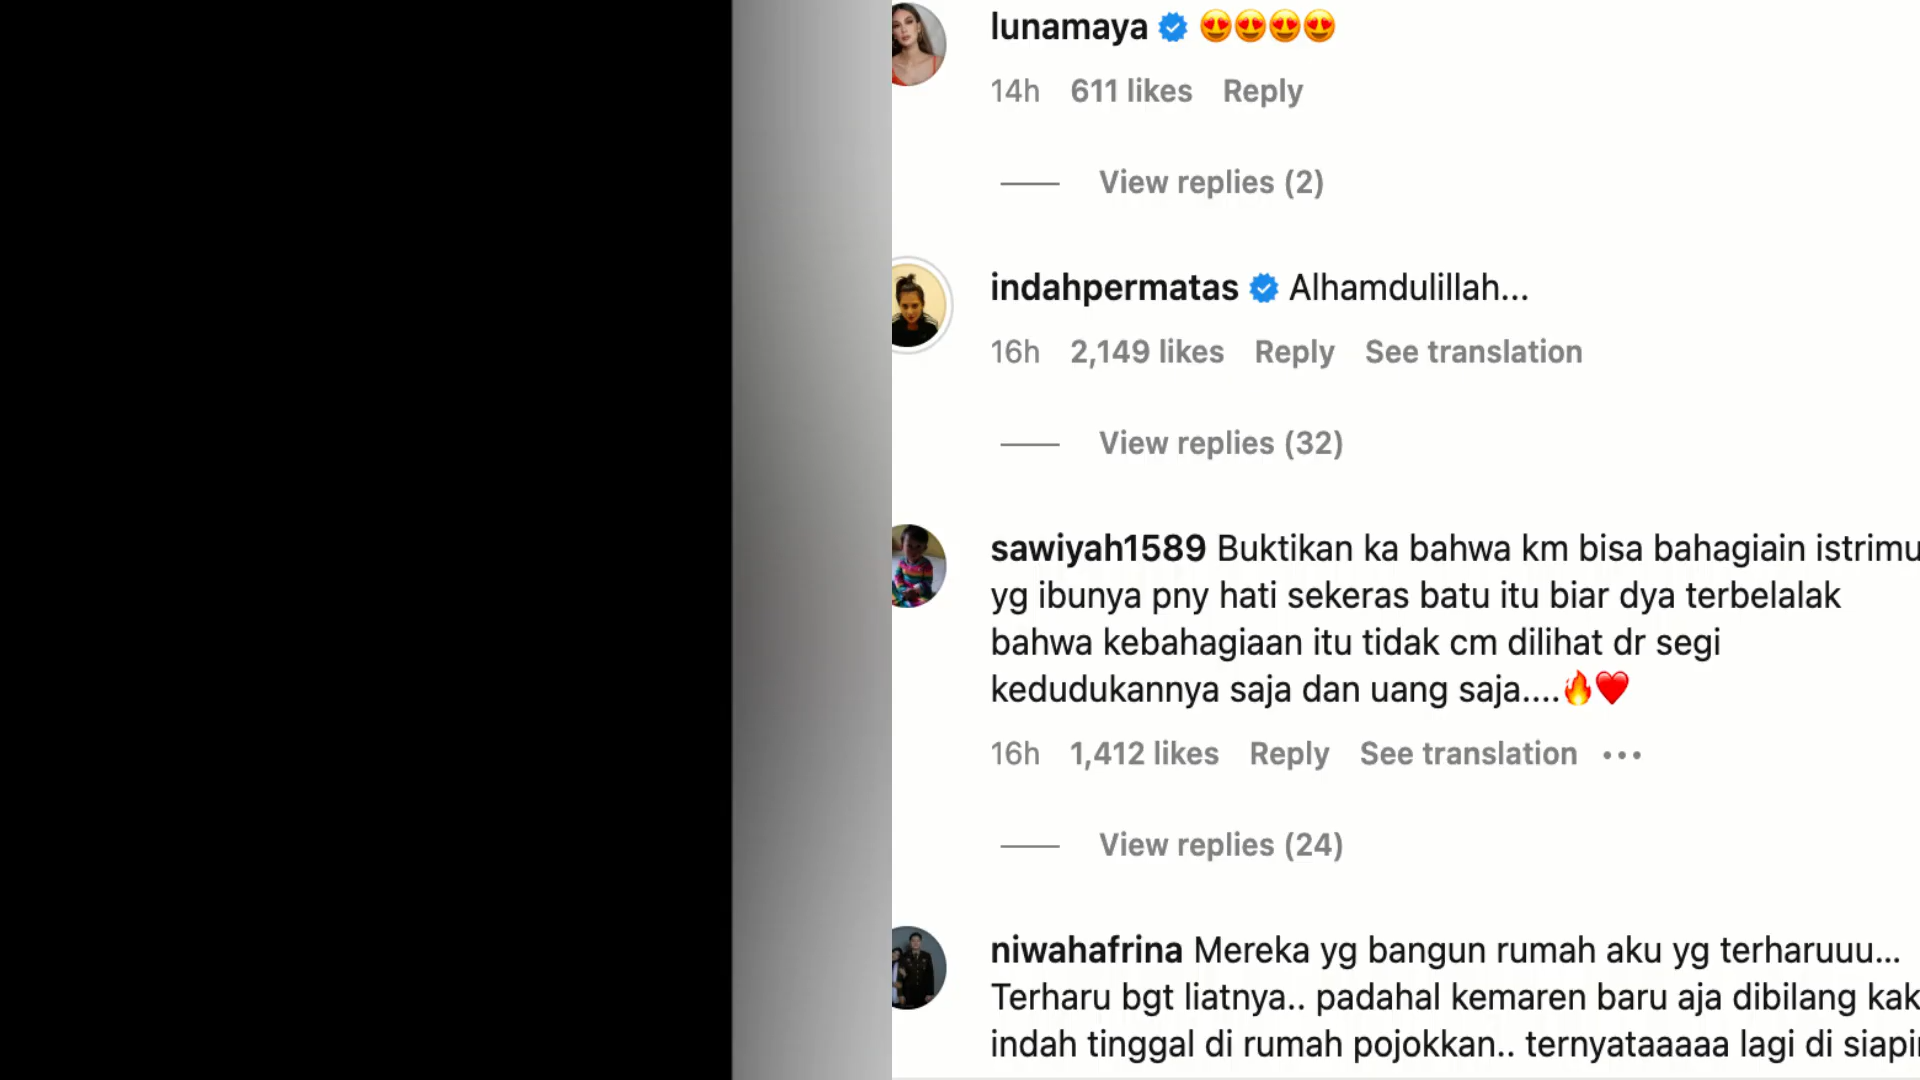 lunamaya 😍😍😍😍
14h 611 likes Reply
View replies (2)
indahpermatas Alhamdulillah...
16h 2,149 likes Reply See translation
View replies (32)
sawiyah1589 Buktikan ka bahwa km bisa bahagiain istrimu
yg ibunya pny hati sekeras batu itu biar dya terbelalak
bahwa kebahagiaan itu tidak cm dilihat dr segi
kedudukannya saja dan uang saja....🔥❤️
16h 1,412 likes Reply See translation •••
View replies (24)
niwahafrina Mereka yg bangun rumah aku yg terharuuu...
Terharu bgt liatnya.. padahal kemaren baru aja dibilang kak
indah tinggal di rumah pojokkan.. ternyataaaaa lagi di